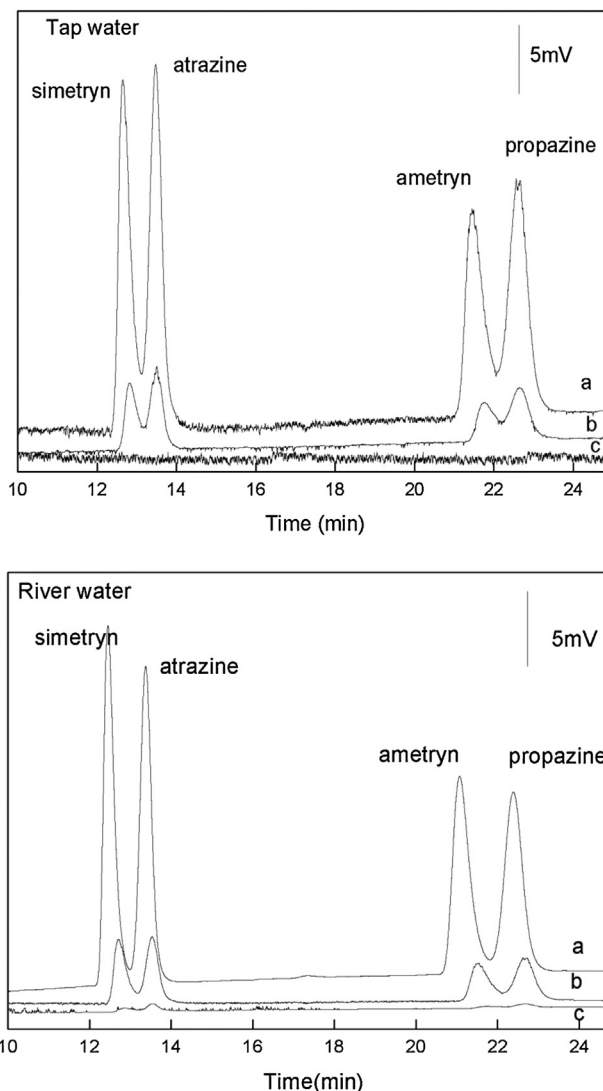 Tap water
5mV
atrazine
simetryn
propazine
ametryn
a
b
c
10 12 14 16 18 20 22 24
Time (min)
River water
simetryn
5mV
atrazine
ametryn
propazine
a
b
c
10 12 14 16 18 20 22 24
Time(min)